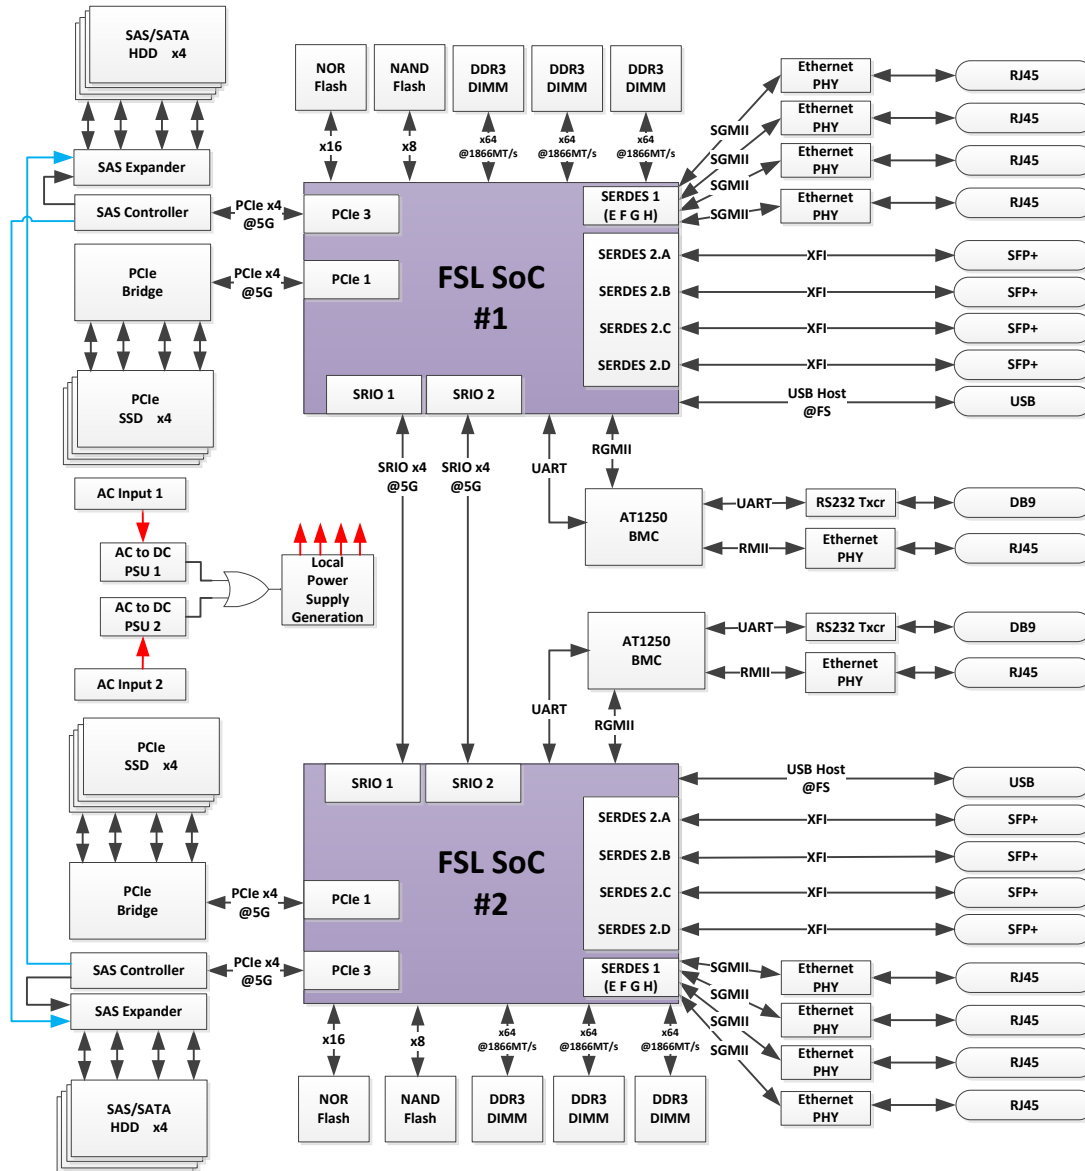 SAS/SATA
HDD x4
NOR
Flash
NAND
Flash
DDR3
DIMM
DDR3
DIMM
DDR3
DIMM
Ethernet
PHY
RJ45
Ethernet
PHY
RJ45
Ethernet
PHY
RJ45
Ethernet
PHY
RJ45
x16
x8
x64
@1866MT/s
x64
@1866MT/s
x64
@1866MT/s
SGMII
SGMII
SGMII
SGMII
SAS Expander
SAS Controller
PCIe x4
@5G
PCIe 3
SERDES 1
(E F G H)
PCIe
Bridge
PCIe x4
@5G
PCIe 1
FSL SoC
#1
SERDES 2.A
XFI
SFP+
SERDES 2.B
XFI
SFP+
SERDES 2.C
XFI
SFP+
SERDES 2.D
XFI
SFP+
PCIe
SSD x4
SRIO 1
SRIO 2
USB Host
@FS
USB
SRIO x4
@5G
SRIO x4
@5G
UART
RGMII
AC Input 1
AT1250
BMC
UART
RS232 Txcr
DB9
RMII
Ethernet
PHY
RJ45
AC to DC
PSU 1
AC to DC
PSU 2
Local
Power
Supply
Generation
AC Input 2
AT1250
BMC
UART
RS232 Txcr
DB9
RMII
Ethernet
PHY
RJ45
UART
RGMII
PCIe
SSD x4
SRIO 1
SRIO 2
USB Host
@FS
USB
SERDES 2.A
XFI
SFP+
SERDES 2.B
XFI
SFP+
SERDES 2.C
XFI
SFP+
SERDES 2.D
XFI
SFP+
FSL SoC
#2
PCIe
Bridge
PCIe x4
@5G
PCIe 1
SAS Controller
PCIe x4
@5G
PCIe 3
SERDES 1
(E F G H)
SAS Expander
SGMII
SGMII
SGMII
SGMII
Ethernet
PHY
RJ45
Ethernet
PHY
RJ45
Ethernet
PHY
RJ45
Ethernet
PHY
RJ45
x16
x8
x64
@1866MT/s
x64
@1866MT/s
x64
@1866MT/s
SAS/SATA
HDD x4
NOR
Flash
NAND
Flash
DDR3
DIMM
DDR3
DIMM
DDR3
DIMM